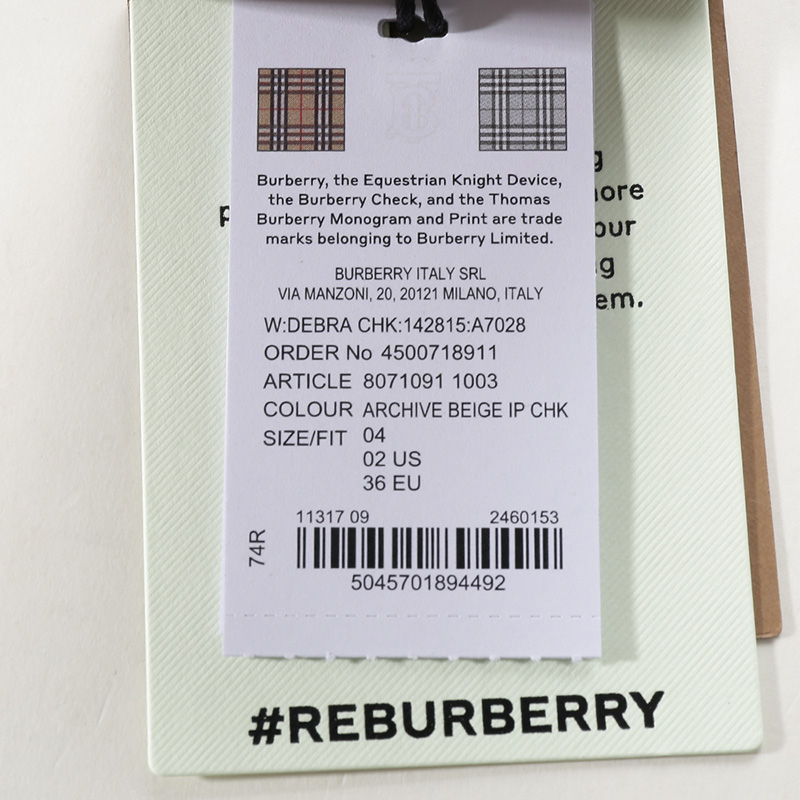 Burberry, the Equestrian Knight Device,
the Burberry Check, and the Thomas
Burberry Monogram and Print are trade
marks belonging to Burberry Limited.
BURBERRY ITALY SRL
VIA MANZONI, 20, 20121 MILANO, ITALY
W:DEBRA CHK:142815:A7028
ORDER No 4500718911
ARTICLE 8071091 1003
COLOUR ARCHIVE BEIGE IP CHK
SIZE/FIT 04
02 US
36 EU
11317 09 2460153
74R
5045701894492
#REBURBERRY